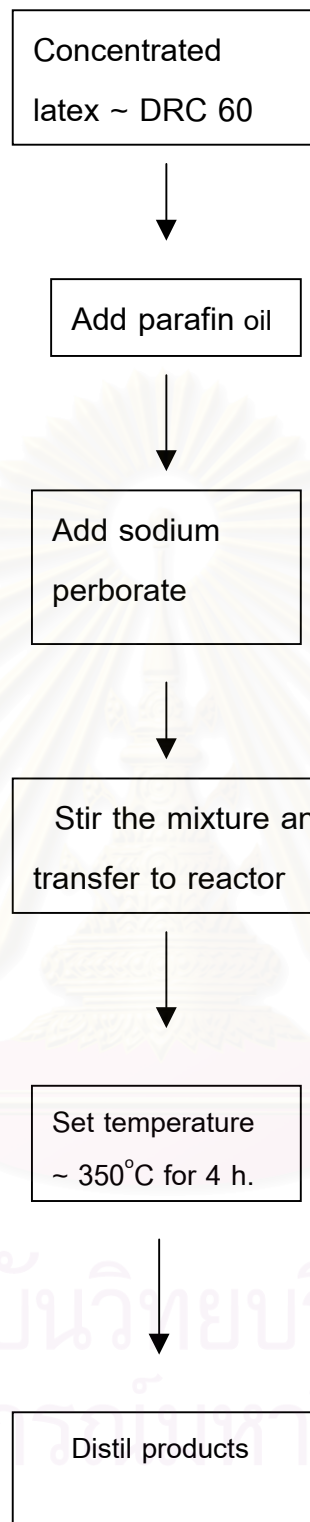 Concentrated
latex ~ DRC 60
Add parafin oil
Add sodium
perborate
Stir the mixture an
transfer to reactor
Set temperature
~ 350°C for 4 h.
Distil products